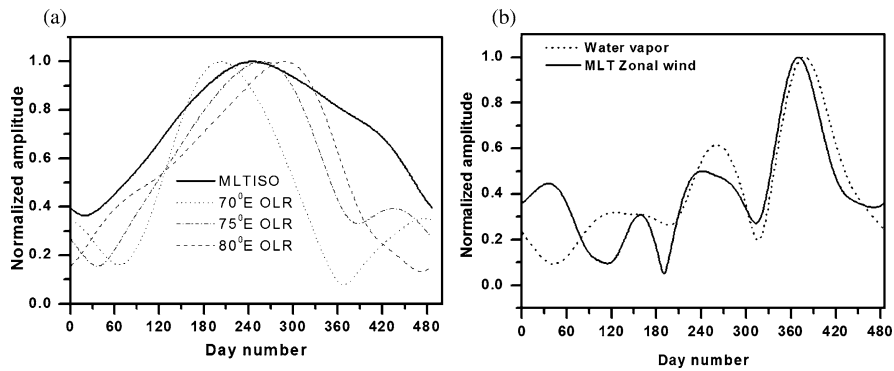 (a)
Normalized amplitude
1.0
0.8
0.6
0.4
0.2
0.0
MLTISO
70⁰E OLR
75⁰E OLR
80⁰E OLR
0 60 120 180 240 300 360 420 480
Day number
(b)
Normalized amplitude
1.0
0.8
0.6
0.4
0.2
0.0
Water vapor
MLT Zonal wind
0 60 120 180 240 300 360 420 480
Day number